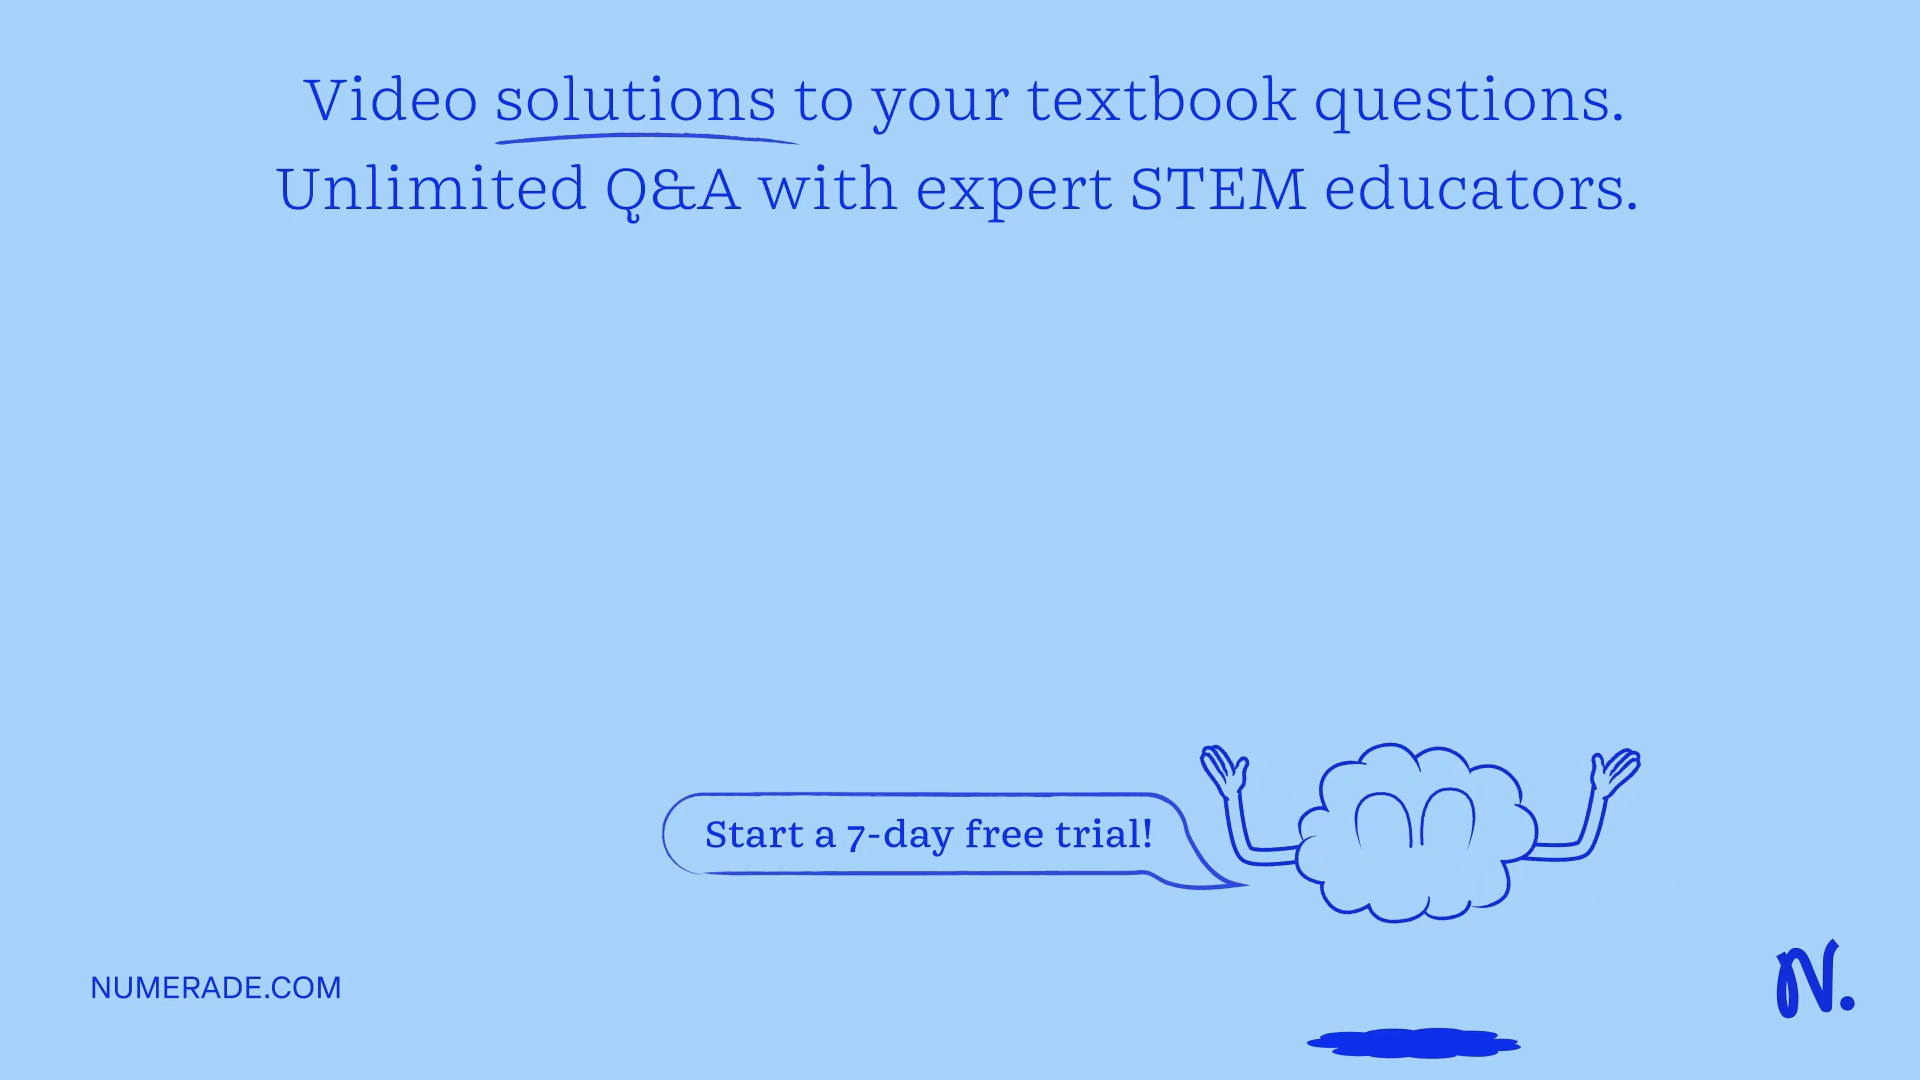 Video solutions to your textbook questions.
Unlimited Q&A with expert STEM educators.
Start a 7-day free trial!
NUMERADE.COM
N.